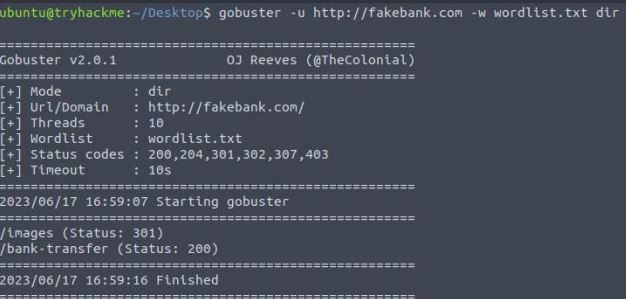 ubuntu@tryhackme:~/Desktop$ gobuster -u http://fakebank.com -w wordlist.txt dir
=====================================================
Gobuster v2.0.1              OJ Reeves (@TheColonial)
=====================================================
[+] Mode         : dir
[+] Url/Domain   : http://fakebank.com/
[+] Threads      : 10
[+] Wordlist     : wordlist.txt
[+] Status codes : 200,204,301,302,307,403
[+] Timeout      : 10s
=====================================================
2023/06/17 16:59:07 Starting gobuster
=====================================================
/images (Status: 301)
/bank-transfer (Status: 200)
=====================================================
2023/06/17 16:59:16 Finished
=====================================================